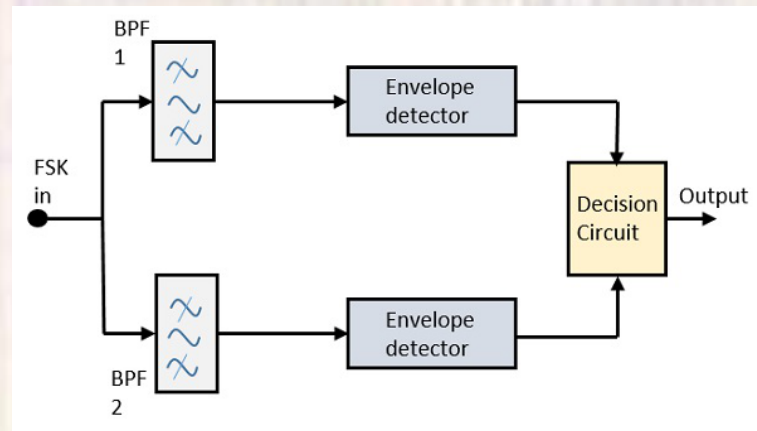 BPF
1
Envelope
detector
FSK
in
Decision
Circuit
Output
Envelope
detector
BPF
2